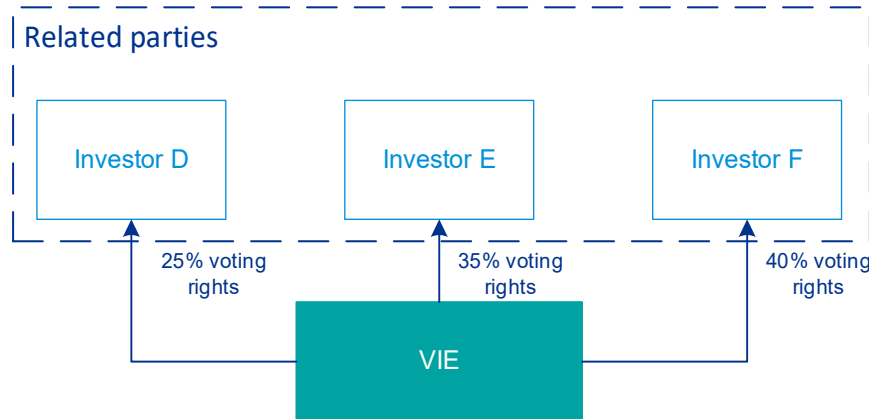 Related parties
Investor D
Investor E
Investor F
25% voting
rights
35% voting
rights
40% voting
rights
VIE